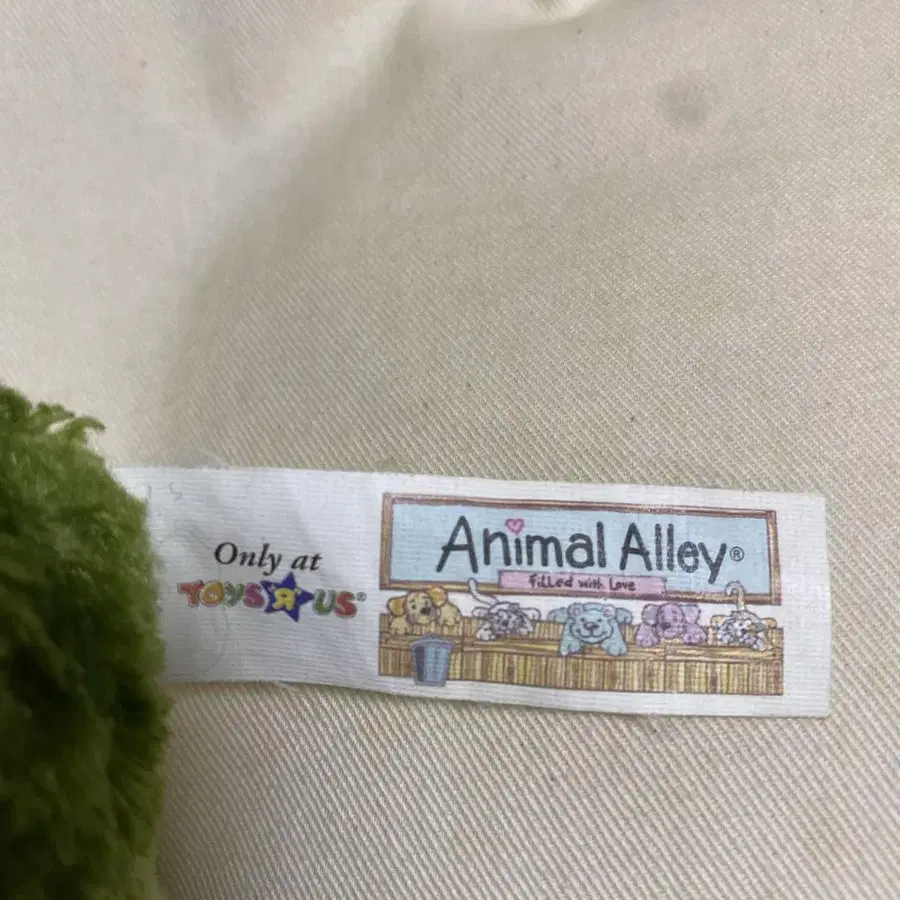 Only at
TOYS"R"US®
Animal Alley®
Filled with Love